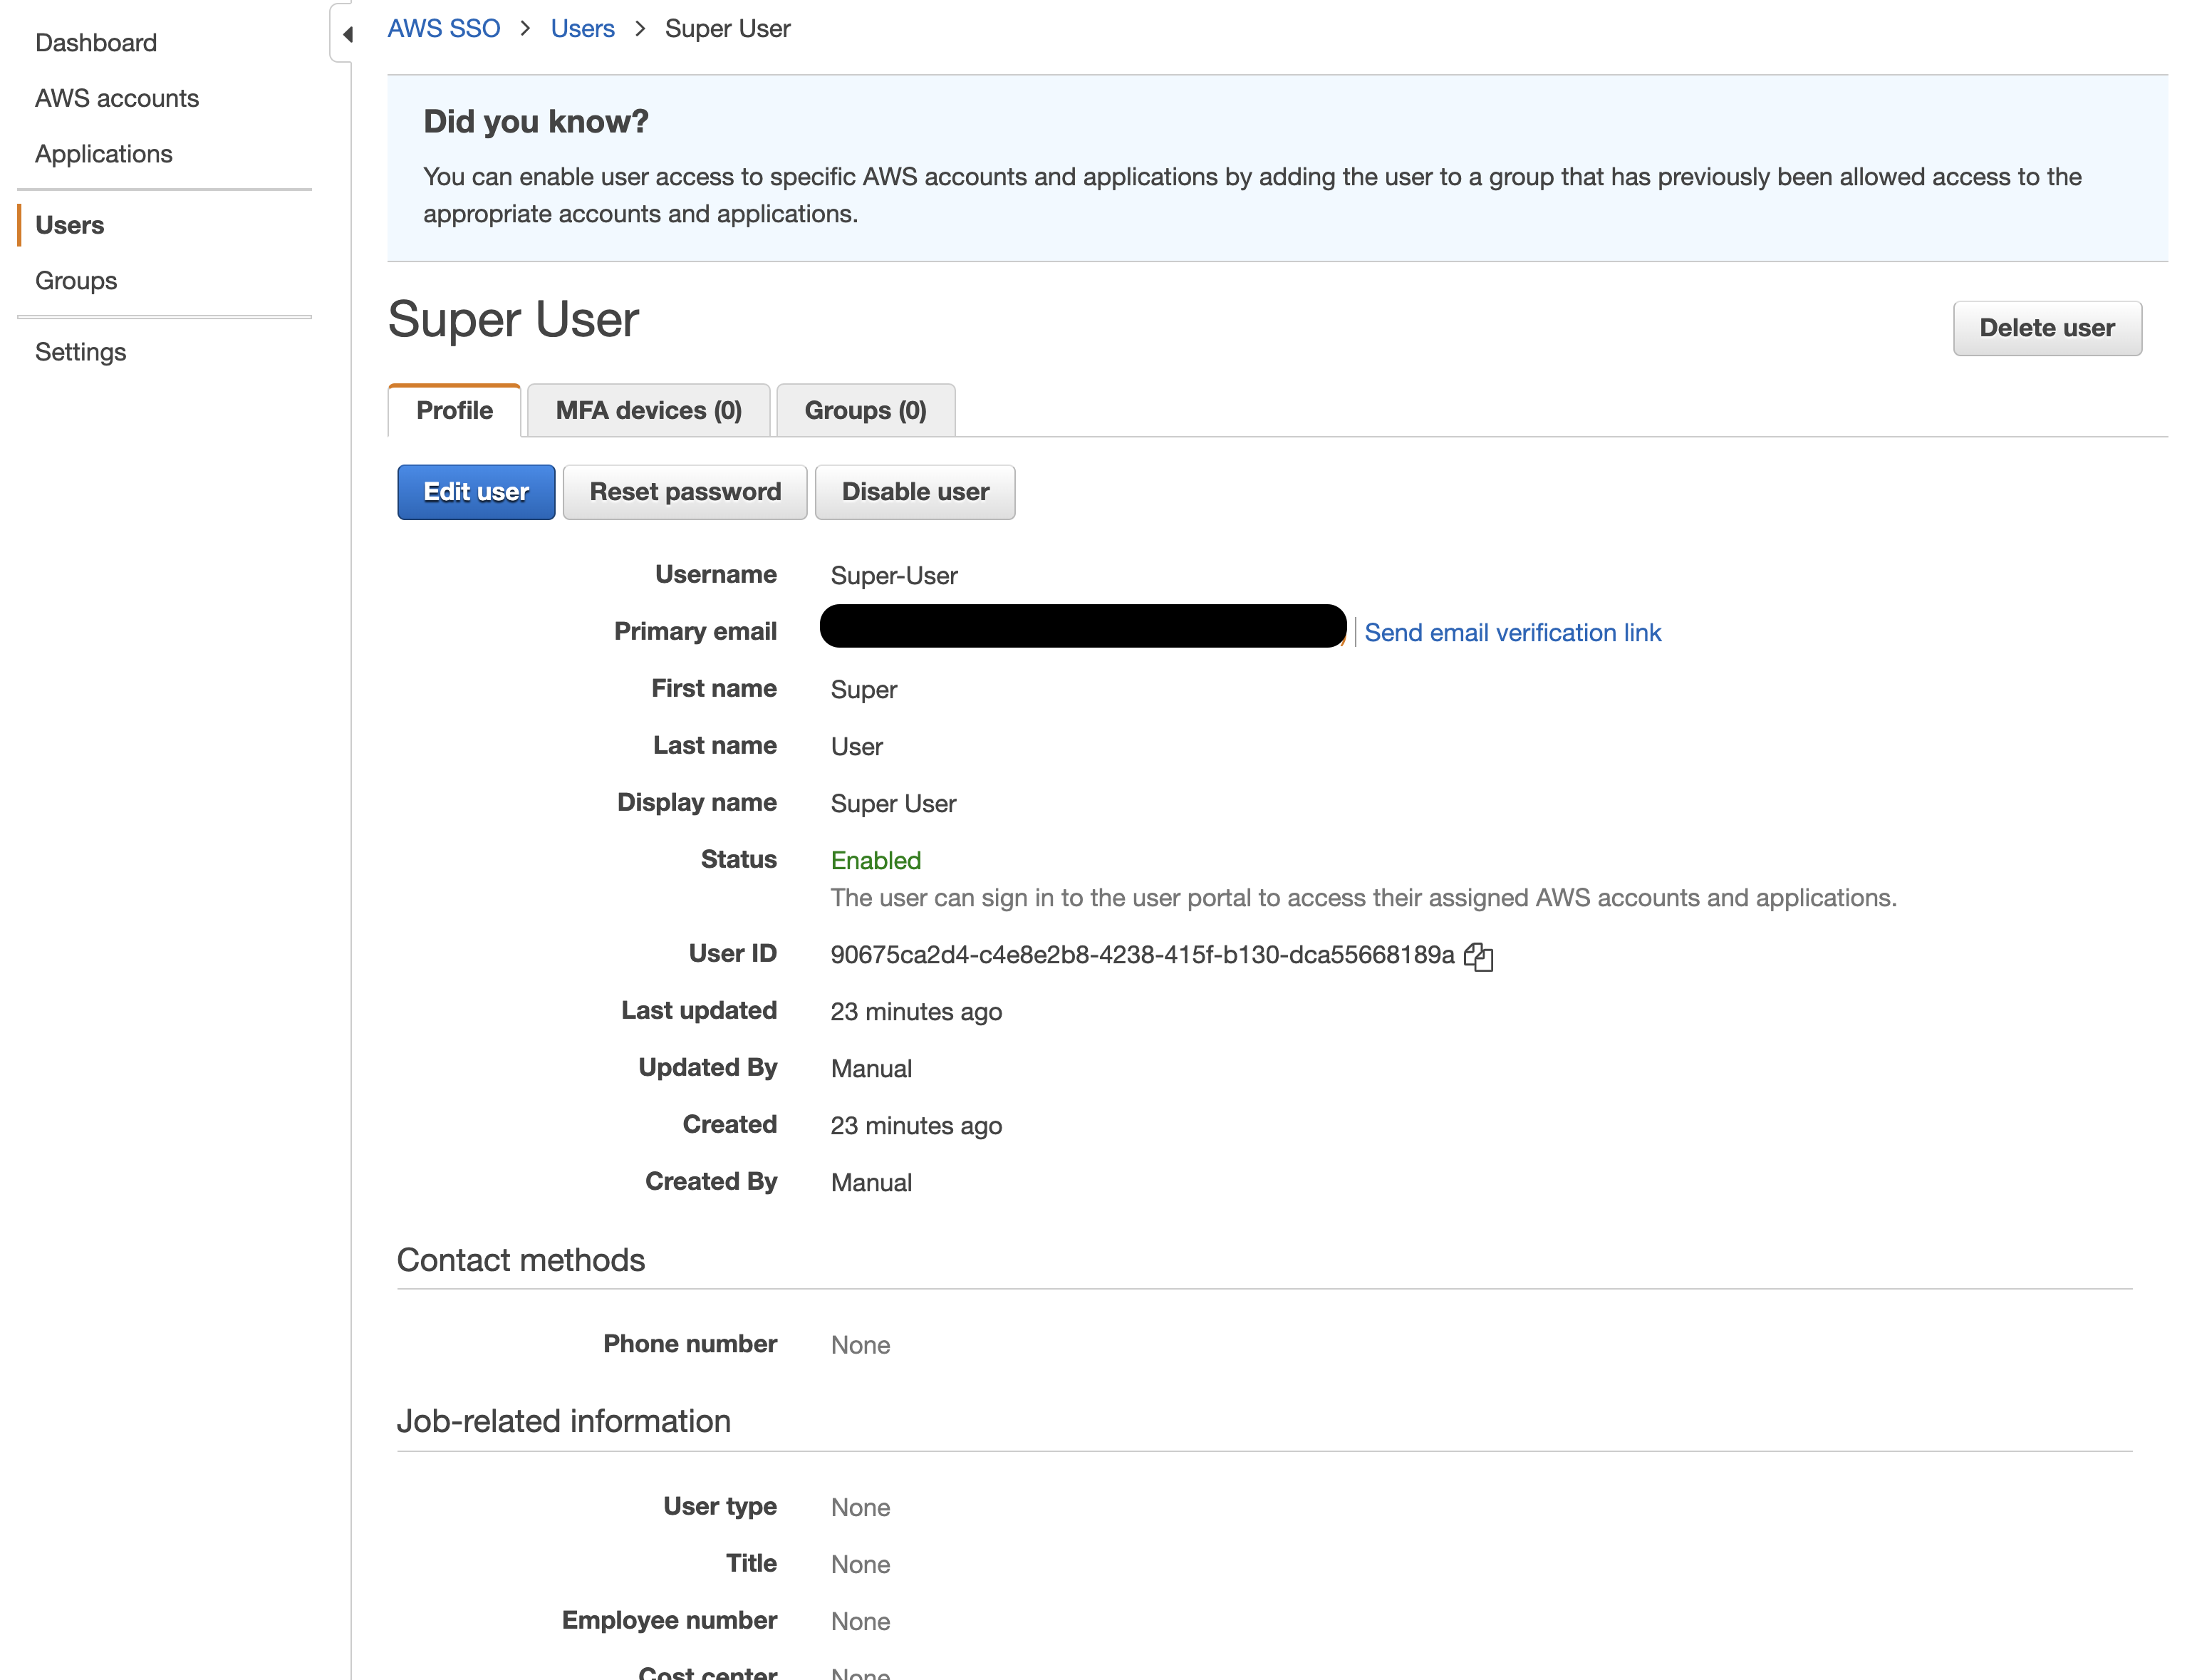 Dashboard
AWS accounts
Applications
Users
Groups
Settings
AWS SSO > Users > Super User
Did you know?
You can enable user access to specific AWS accounts and applications by adding the user to a group that has previously been allowed access to the
appropriate accounts and applications.
Super User
Delete user
Profile MFA devices (0) Groups (0)
Edit user Reset password Disable user
Username Super-User
Primary email | Send email verification link
First name Super
Last name User
Display name Super User
Status Enabled
The user can sign in to the user portal to access their assigned AWS accounts and applications.
User ID 90675ca2d4-c4e8e2b8-4238-415f-b130-dca55668189a
Last updated 23 minutes ago
Updated By Manual
Created 23 minutes ago
Created By Manual
Contact methods
Phone number None
Job-related information
User type None
Title None
Employee number None
Cost center None